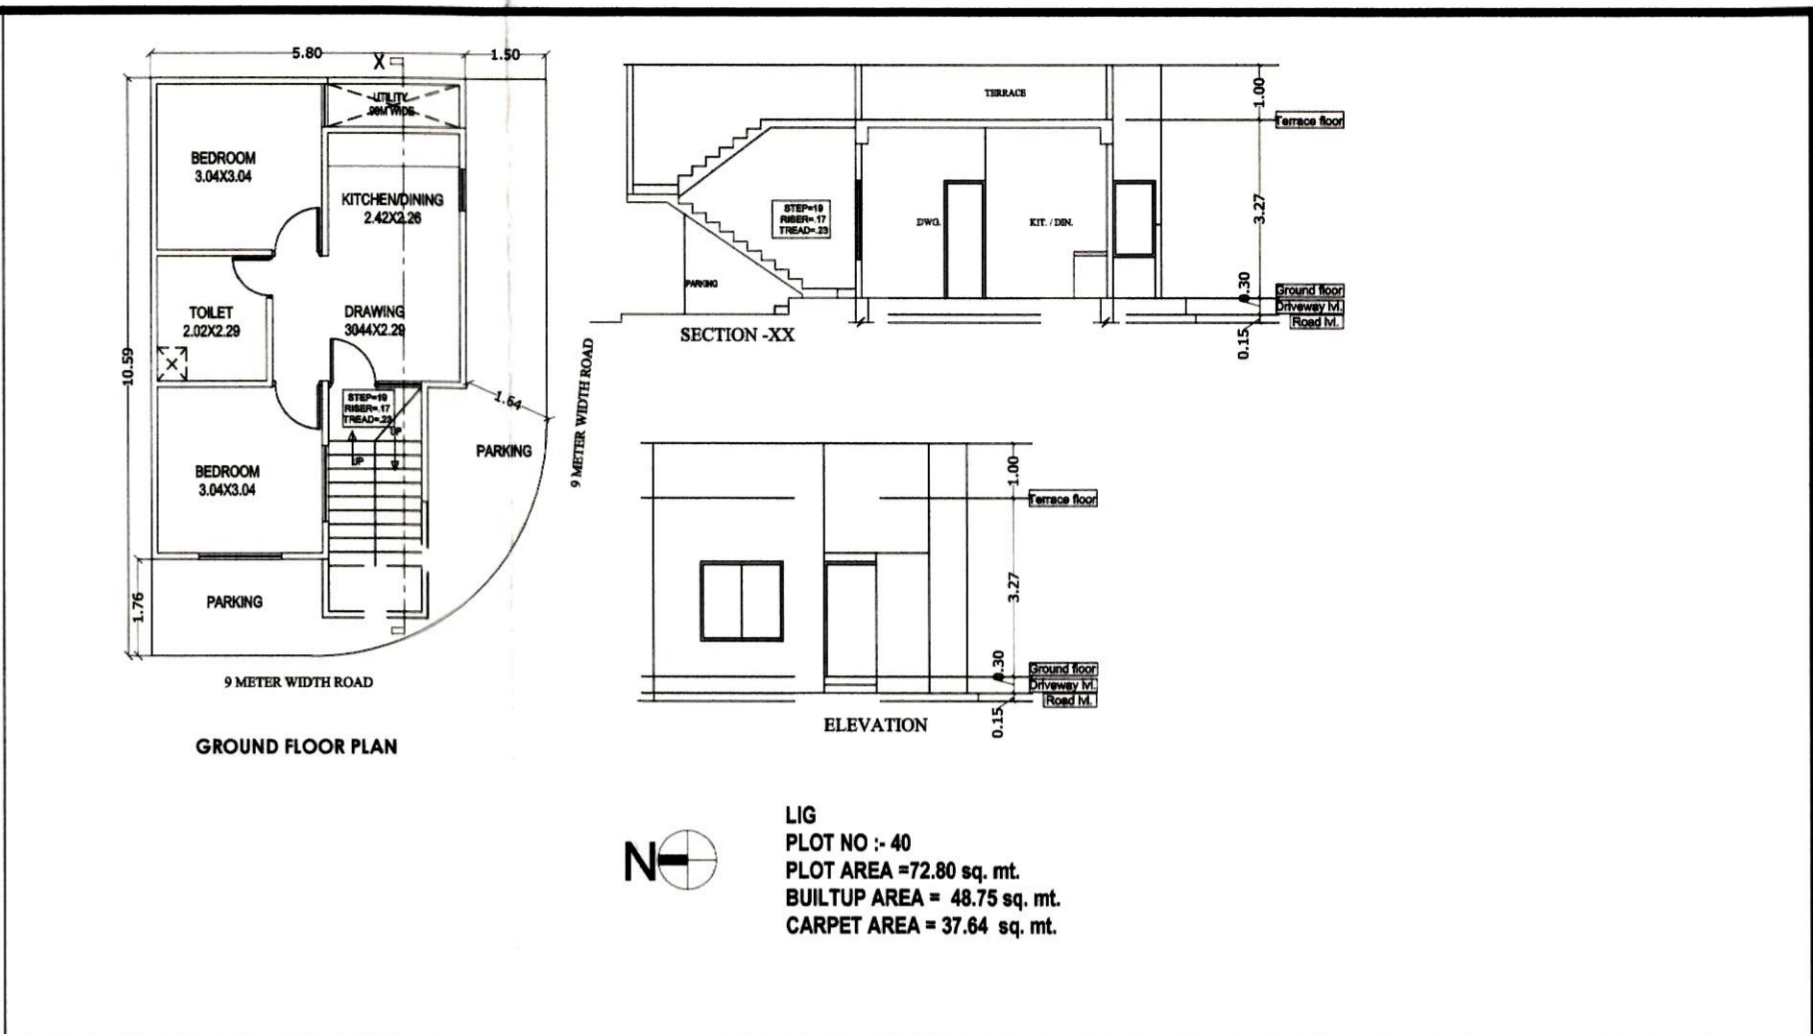 5.80
1.50
X
UTILITY
.90M WIDE
BEDROOM
3.04X3.04
KITCHEN/DINING
2.42X2.26
TOILET
2.02X2.29
DRAWING
3044X2.29
X
10.59
STEP=19
RISER=.17
TREAD=.23
UP
UP
1.64
PARKING
BEDROOM
3.04X3.04
1.76
PARKING
9 METER WIDTH ROAD
9 METER WIDTH ROAD
GROUND FLOOR PLAN
TERRACE
1.00
Terrace floor
STEP=19
RISER=.17
TREAD=.23
DWG.
KIT. / DIN.
3.27
PARKING
0.30
Ground floor
Driveway lvl.
Road lvl.
0.15
SECTION -XX
1.00
Terrace floor
3.27
0.30
Ground floor
Driveway lvl.
Road lvl.
0.15
ELEVATION
N
LIG
PLOT NO :- 40
PLOT AREA =72.80 sq. mt.
BUILTUP AREA = 48.75 sq. mt.
CARPET AREA = 37.64 sq. mt.